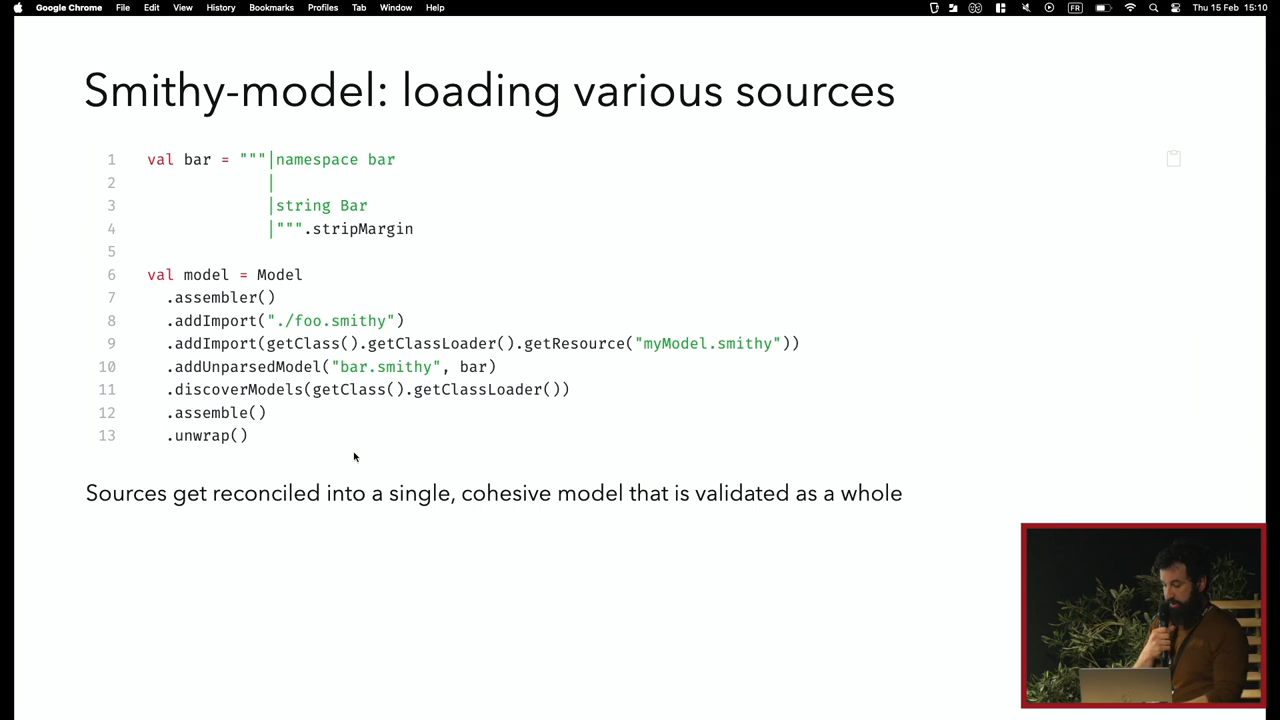 Google Chrome File Edit View History Bookmarks Profiles Tab Window Help FR Thu 15 Feb 15:10
Smithy-model: loading various sources
1 val bar = """|namespace bar
2 |
3 |string Bar
4 |""".stripMargin
5
6 val model = Model
7 .assembler()
8 .addImport("./foo.smithy")
9 .addImport(getClass().getClassLoader().getResource("myModel.smithy"))
10 .addUnparsedModel("bar.smithy", bar)
11 .discoverModels(getClass().getClassLoader())
12 .assemble()
13 .unwrap()
Sources get reconciled into a single, cohesive model that is validated as a whole